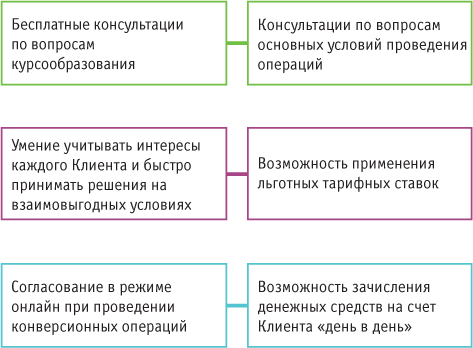 Бесплатные консультации
по вопросам
курсообразования
Консультации по вопросам
основных условий проведения
операций
Умение учитывать интересы
каждого Клиента и быстро
принимать решения на
взаимовыгодных условиях
Возможность применения
льготных тарифных ставок
Согласование в режиме
онлайн при проведении
конверсионных операций
Возможность зачисления
денежных средств на счет
Клиента «день в день»